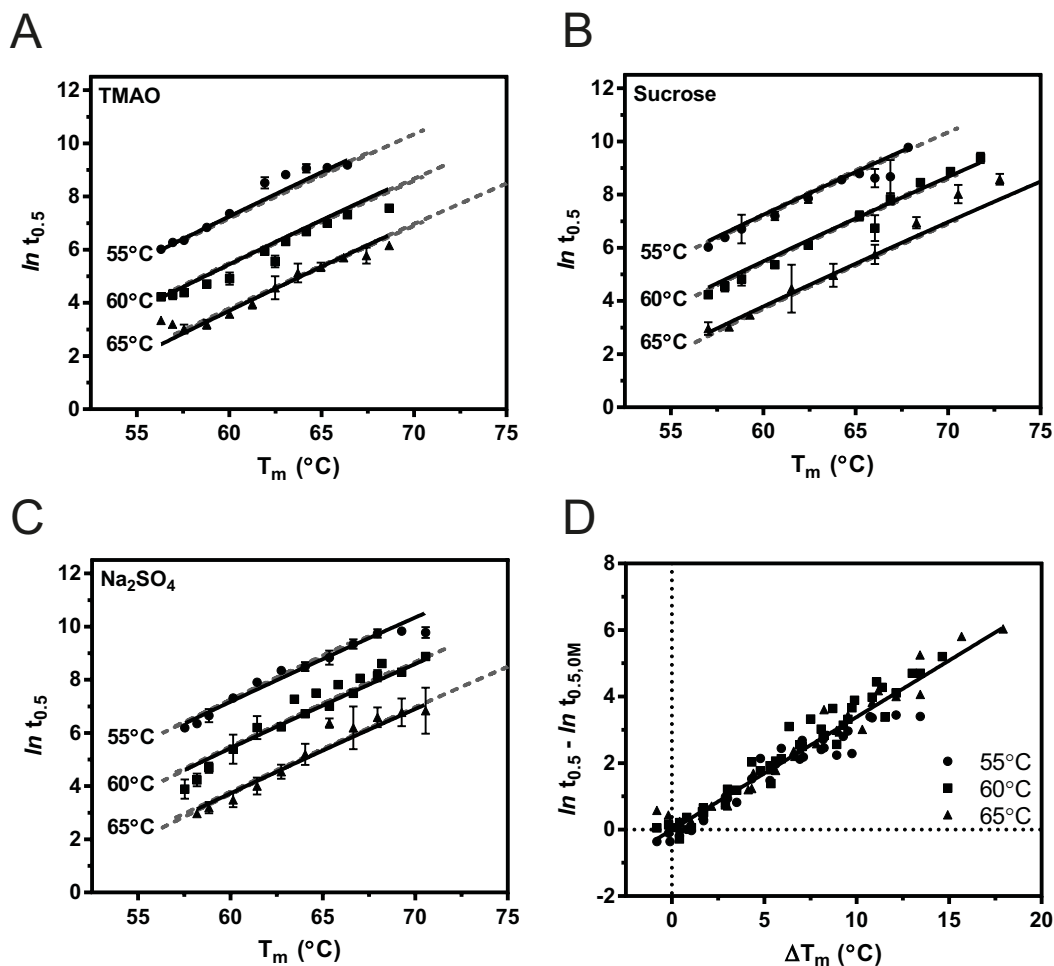 A
TMAO
12
10
8
6
4
2
0
ln t0.5
55°C
60°C
65°C
55 60 65 70 75
Tm (°C)
B
Sucrose
12
10
8
6
4
2
0
ln t0.5
55°C
60°C
65°C
55 60 65 70 75
Tm (°C)
C
Na2SO4
12
10
8
6
4
2
0
ln t0.5
55°C
60°C
65°C
55 60 65 70 75
Tm (°C)
D
8
6
4
2
0
-2
ln t0.5 - ln t0.5,0M
55°C
60°C
65°C
0 5 10 15 20
ΔTm (°C)